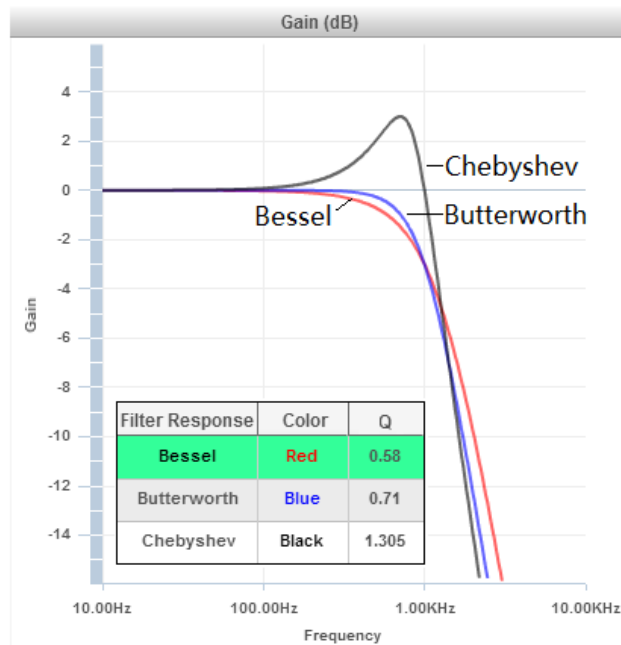 Gain (dB)
4
2
0
-2
-4
-6
-8
-10
-12
-14
Gain
Chebyshev
Bessel
Butterworth
Filter Response Color Q
Bessel Red 0.58
Butterworth Blue 0.71
Chebyshev Black 1.305
10.00Hz 100.00Hz 1.00KHz 10.00KHz
Frequency